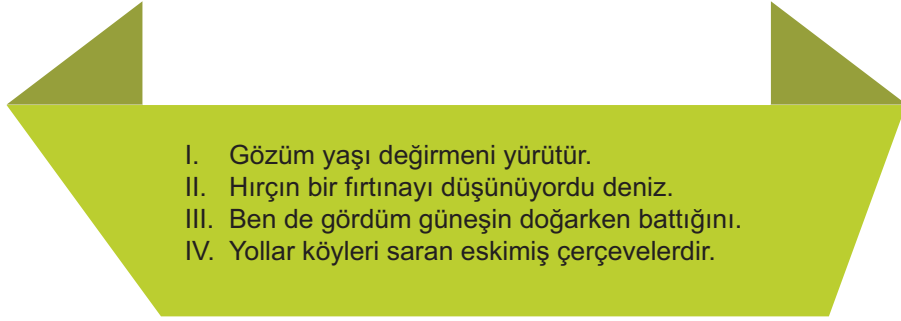 I. Gözüm yaşı değirmeni yürütür.
II. Hırçın bir fırtınayı düşünüyordu deniz.
III. Ben de gördüm güneşin doğarken battığını.
IV. Yollar köyleri saran eskimiş çerçevelerdir.